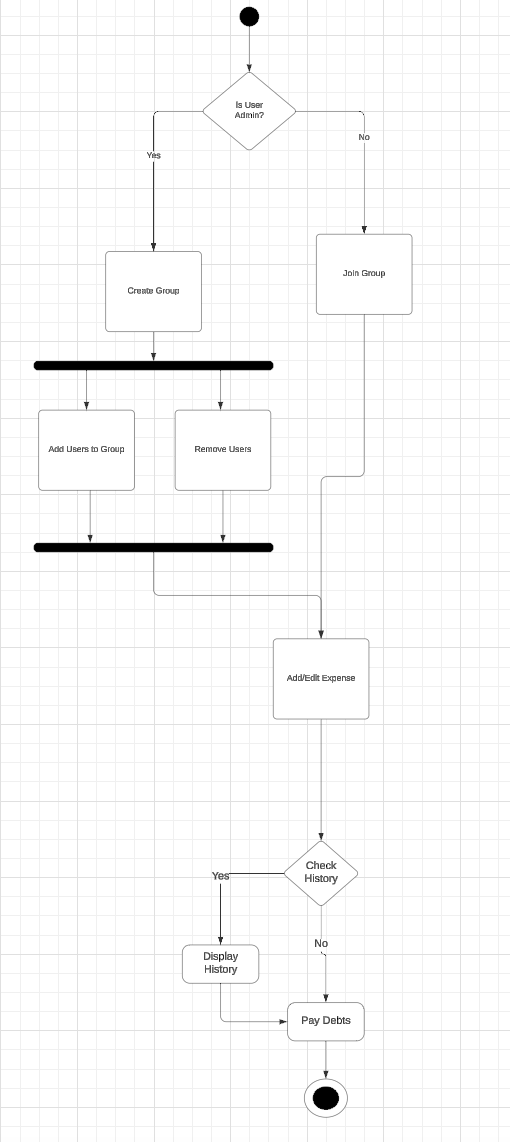 Is User
Admin?
Yes
No
Create Group
Join Group
Add Users to Group
Remove Users
Add/Edit Expense
Check
History
Yes
No
Display
History
Pay Debts